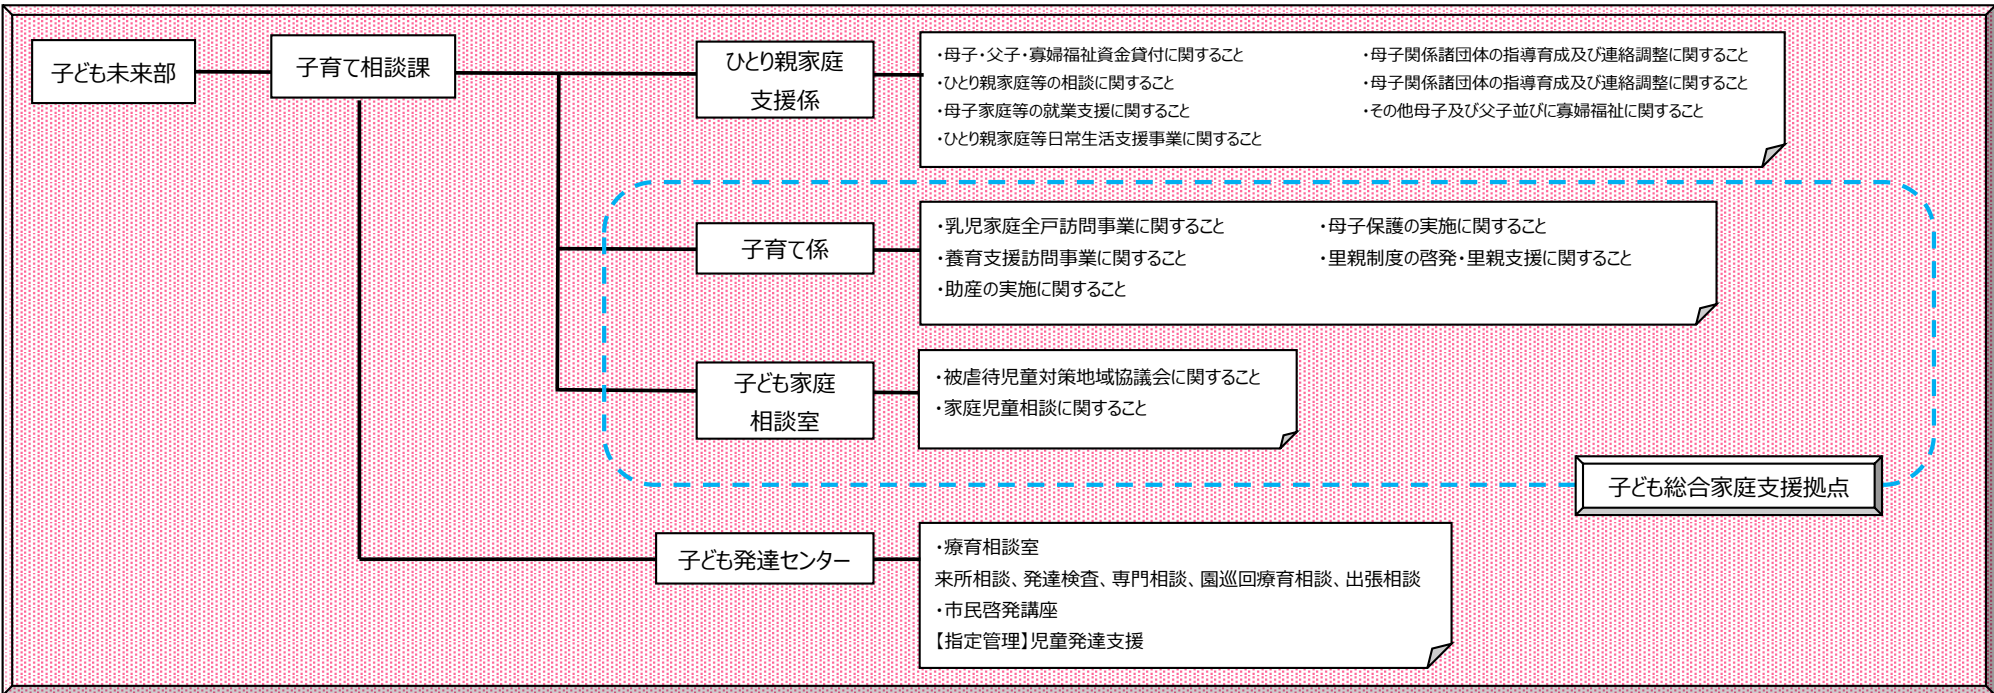 子ども未来部
子育て相談課
ひとり親家庭
支援係
・母子・父子・寡婦福祉資金貸付に関すること
・ひとり親家庭等の相談に関すること
・母子家庭等の就業支援に関すること
・ひとり親家庭等日常生活支援事業に関すること
・母子関係諸団体の指導育成及び連絡調整に関すること
・母子関係諸団体の指導育成及び連絡調整に関すること
・その他母子及び父子並びに寡婦福祉に関すること
子育て係
・乳児家庭全戸訪問事業に関すること
・養育支援訪問事業に関すること
・助産の実施に関すること
・母子保護の実施に関すること
・里親制度の啓発・里親支援に関すること
子ども家庭
相談室
・被虐待児童対策地域協議会に関すること
・家庭児童相談に関すること
子ども総合家庭支援拠点
子ども発達センター
・療育相談室
来所相談、発達検査、専門相談、園巡回療育相談、出張相談
・市民啓発講座
【指定管理】児童発達支援